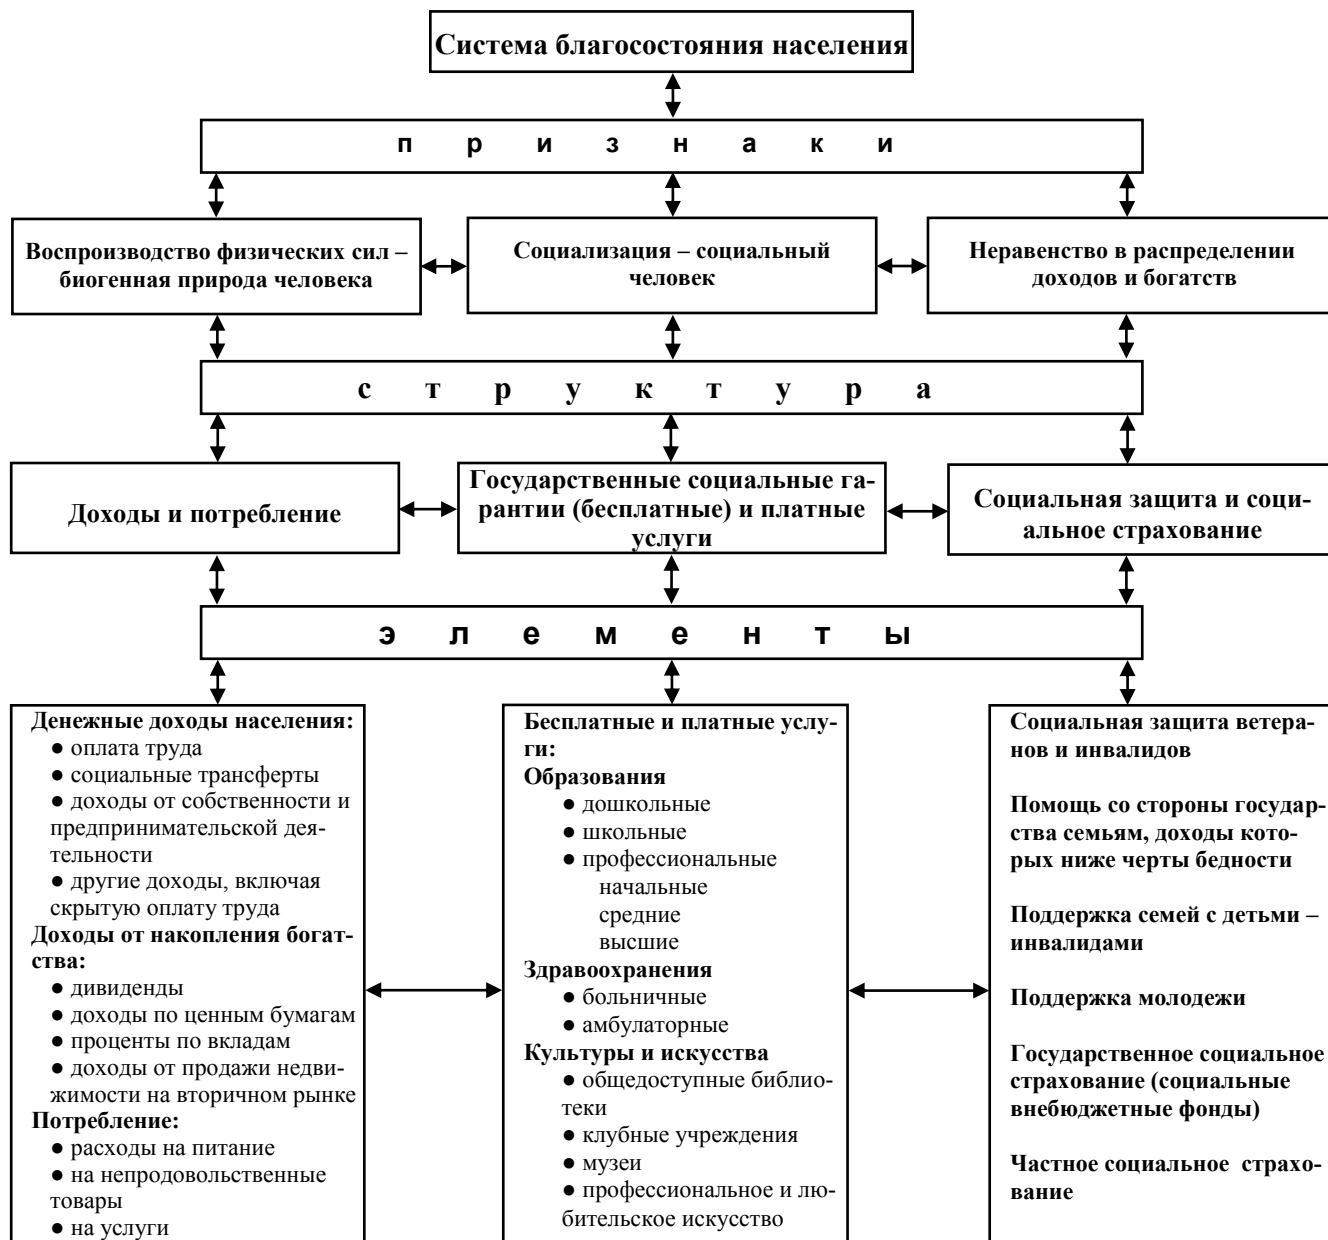 Система благосостояния населения
п р и з н а к и
Воспроизводство физических сил –
биогенная природа человека
Социализация – социальный
человек
Неравенство в распределении
доходов и богатств
с т р у к т у р а
Доходы и потребление
Государственные социальные га-
рантии (бесплатные) и платные
услуги
Социальная защита и соци-
альное страхование
э л е м е н т ы
Денежные доходы населения:
● оплата труда
● социальные трансферты
● доходы от собственности и
предпринимательской дея-
тельности
● другие доходы, включая
скрытую оплату труда
Доходы от накопления богат-
ства:
● дивиденды
● доходы по ценным бумагам
● проценты по вкладам
● доходы от продажи недви-
жимости на вторичном рынке
Потребление:
● расходы на питание
● на непродовольственные
товары
● на услуги
Бесплатные и платные услу-
ги:
Образования
● дошкольные
● школьные
● профессиональные
начальные
средние
высшие
Здравоохранения
● больничные
● амбулаторные
Культуры и искусства
● общедоступные библио-
теки
● клубные учреждения
● музеи
● профессиональное и лю-
бительское искусство
Социальная защита ветера-
нов и инвалидов
Помощь со стороны государ-
ства семьям, доходы кото-
рых ниже черты бедности
Поддержка семей с детьми –
инвалидами
Поддержка молодежи
Государственное социальное
страхование (социальные
внебюджетные фонды)
Частное социальное страхо-
вание